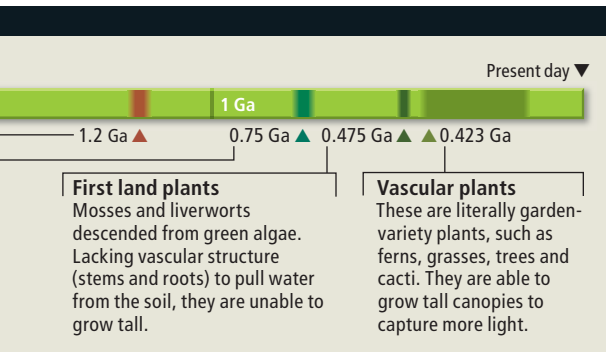 Present day ▼
1 Ga
1.2 Ga ▲
0.75 Ga ▲
0.475 Ga ▲
▲ 0.423 Ga
First land plants
Mosses and liverworts
descended from green algae.
Lacking vascular structure
(stems and roots) to pull water
from the soil, they are unable to
grow tall.
Vascular plants
These are literally garden-
variety plants, such as
ferns, grasses, trees and
cacti. They are able to
grow tall canopies to
capture more light.